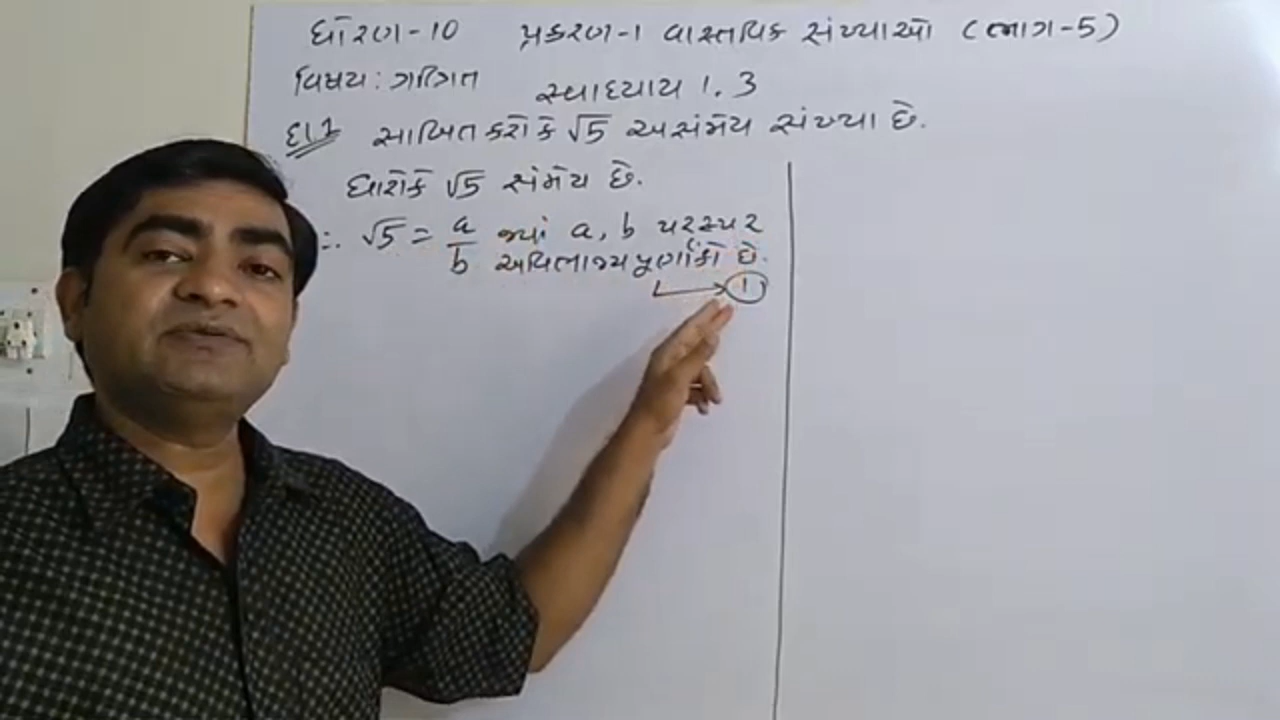 ધોરણ-10 પ્રકરણ-1 વાસ્તવિક સંખ્યાઓ (ભાગ-5)
વિષય: ગણિત સ્વાધ્યાય 1.3
દા1 સાબિત કરો કે √5 અસંમેય સંખ્યા છે.
ધારોકે √5 સંમેય છે.
∴ √5 = a/b જ્યાં a, b પરસ્પર
અવિભાજ્ય પૂર્ણાંકો છે.
1